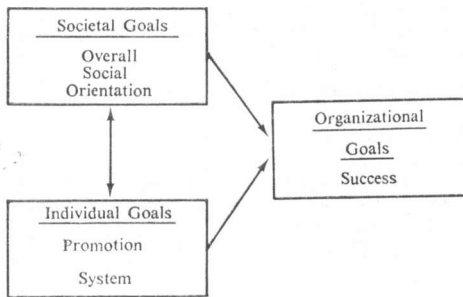 Societal Goals
Overall
Social
Orientation
Organizational
Goals
Success
Individual Goals
Promotion
System